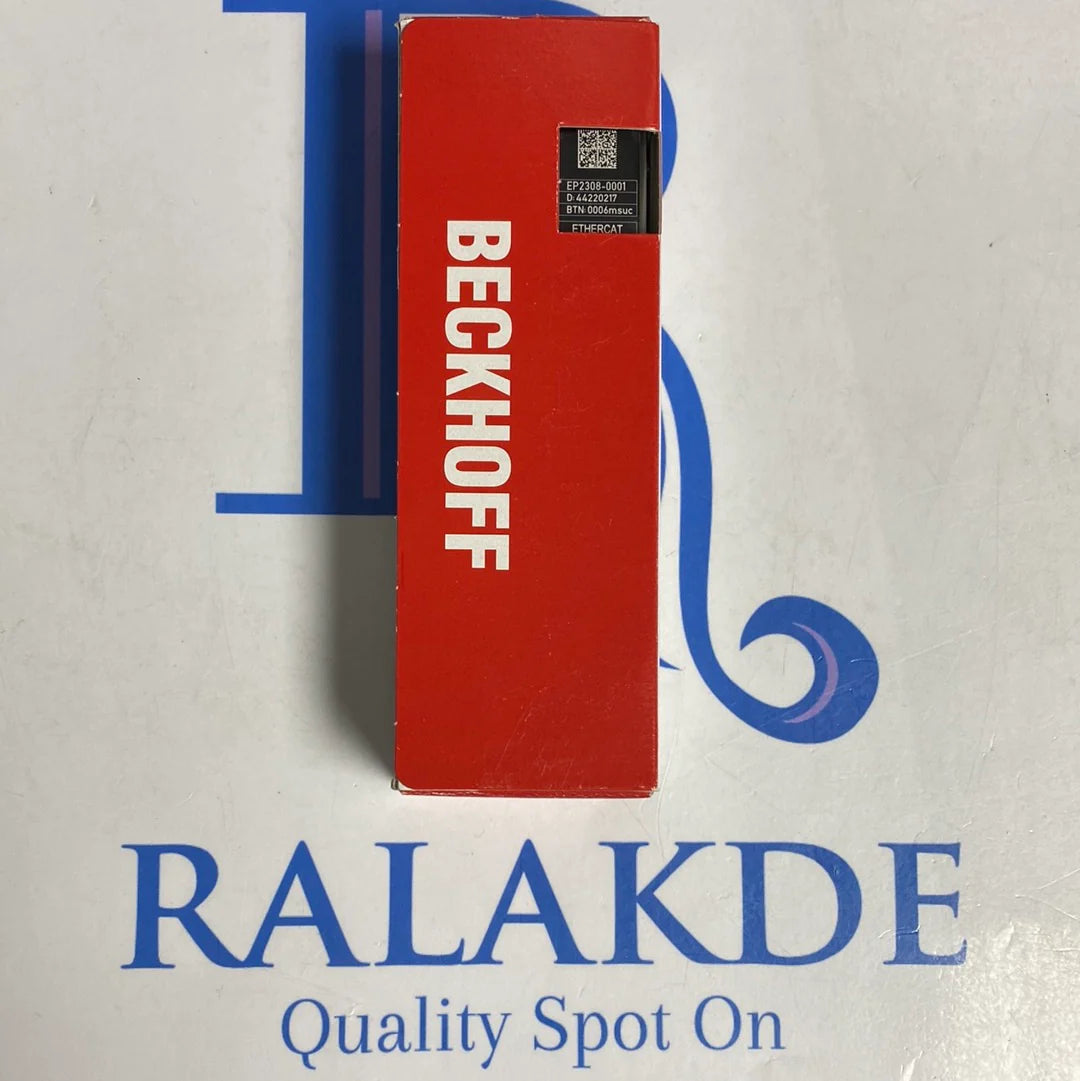 EP2308-0001
D: 44220217
BTN: 0006msuc
ETHERCAT
BECKHOFF
R
RALAKDE
Quality Spot On